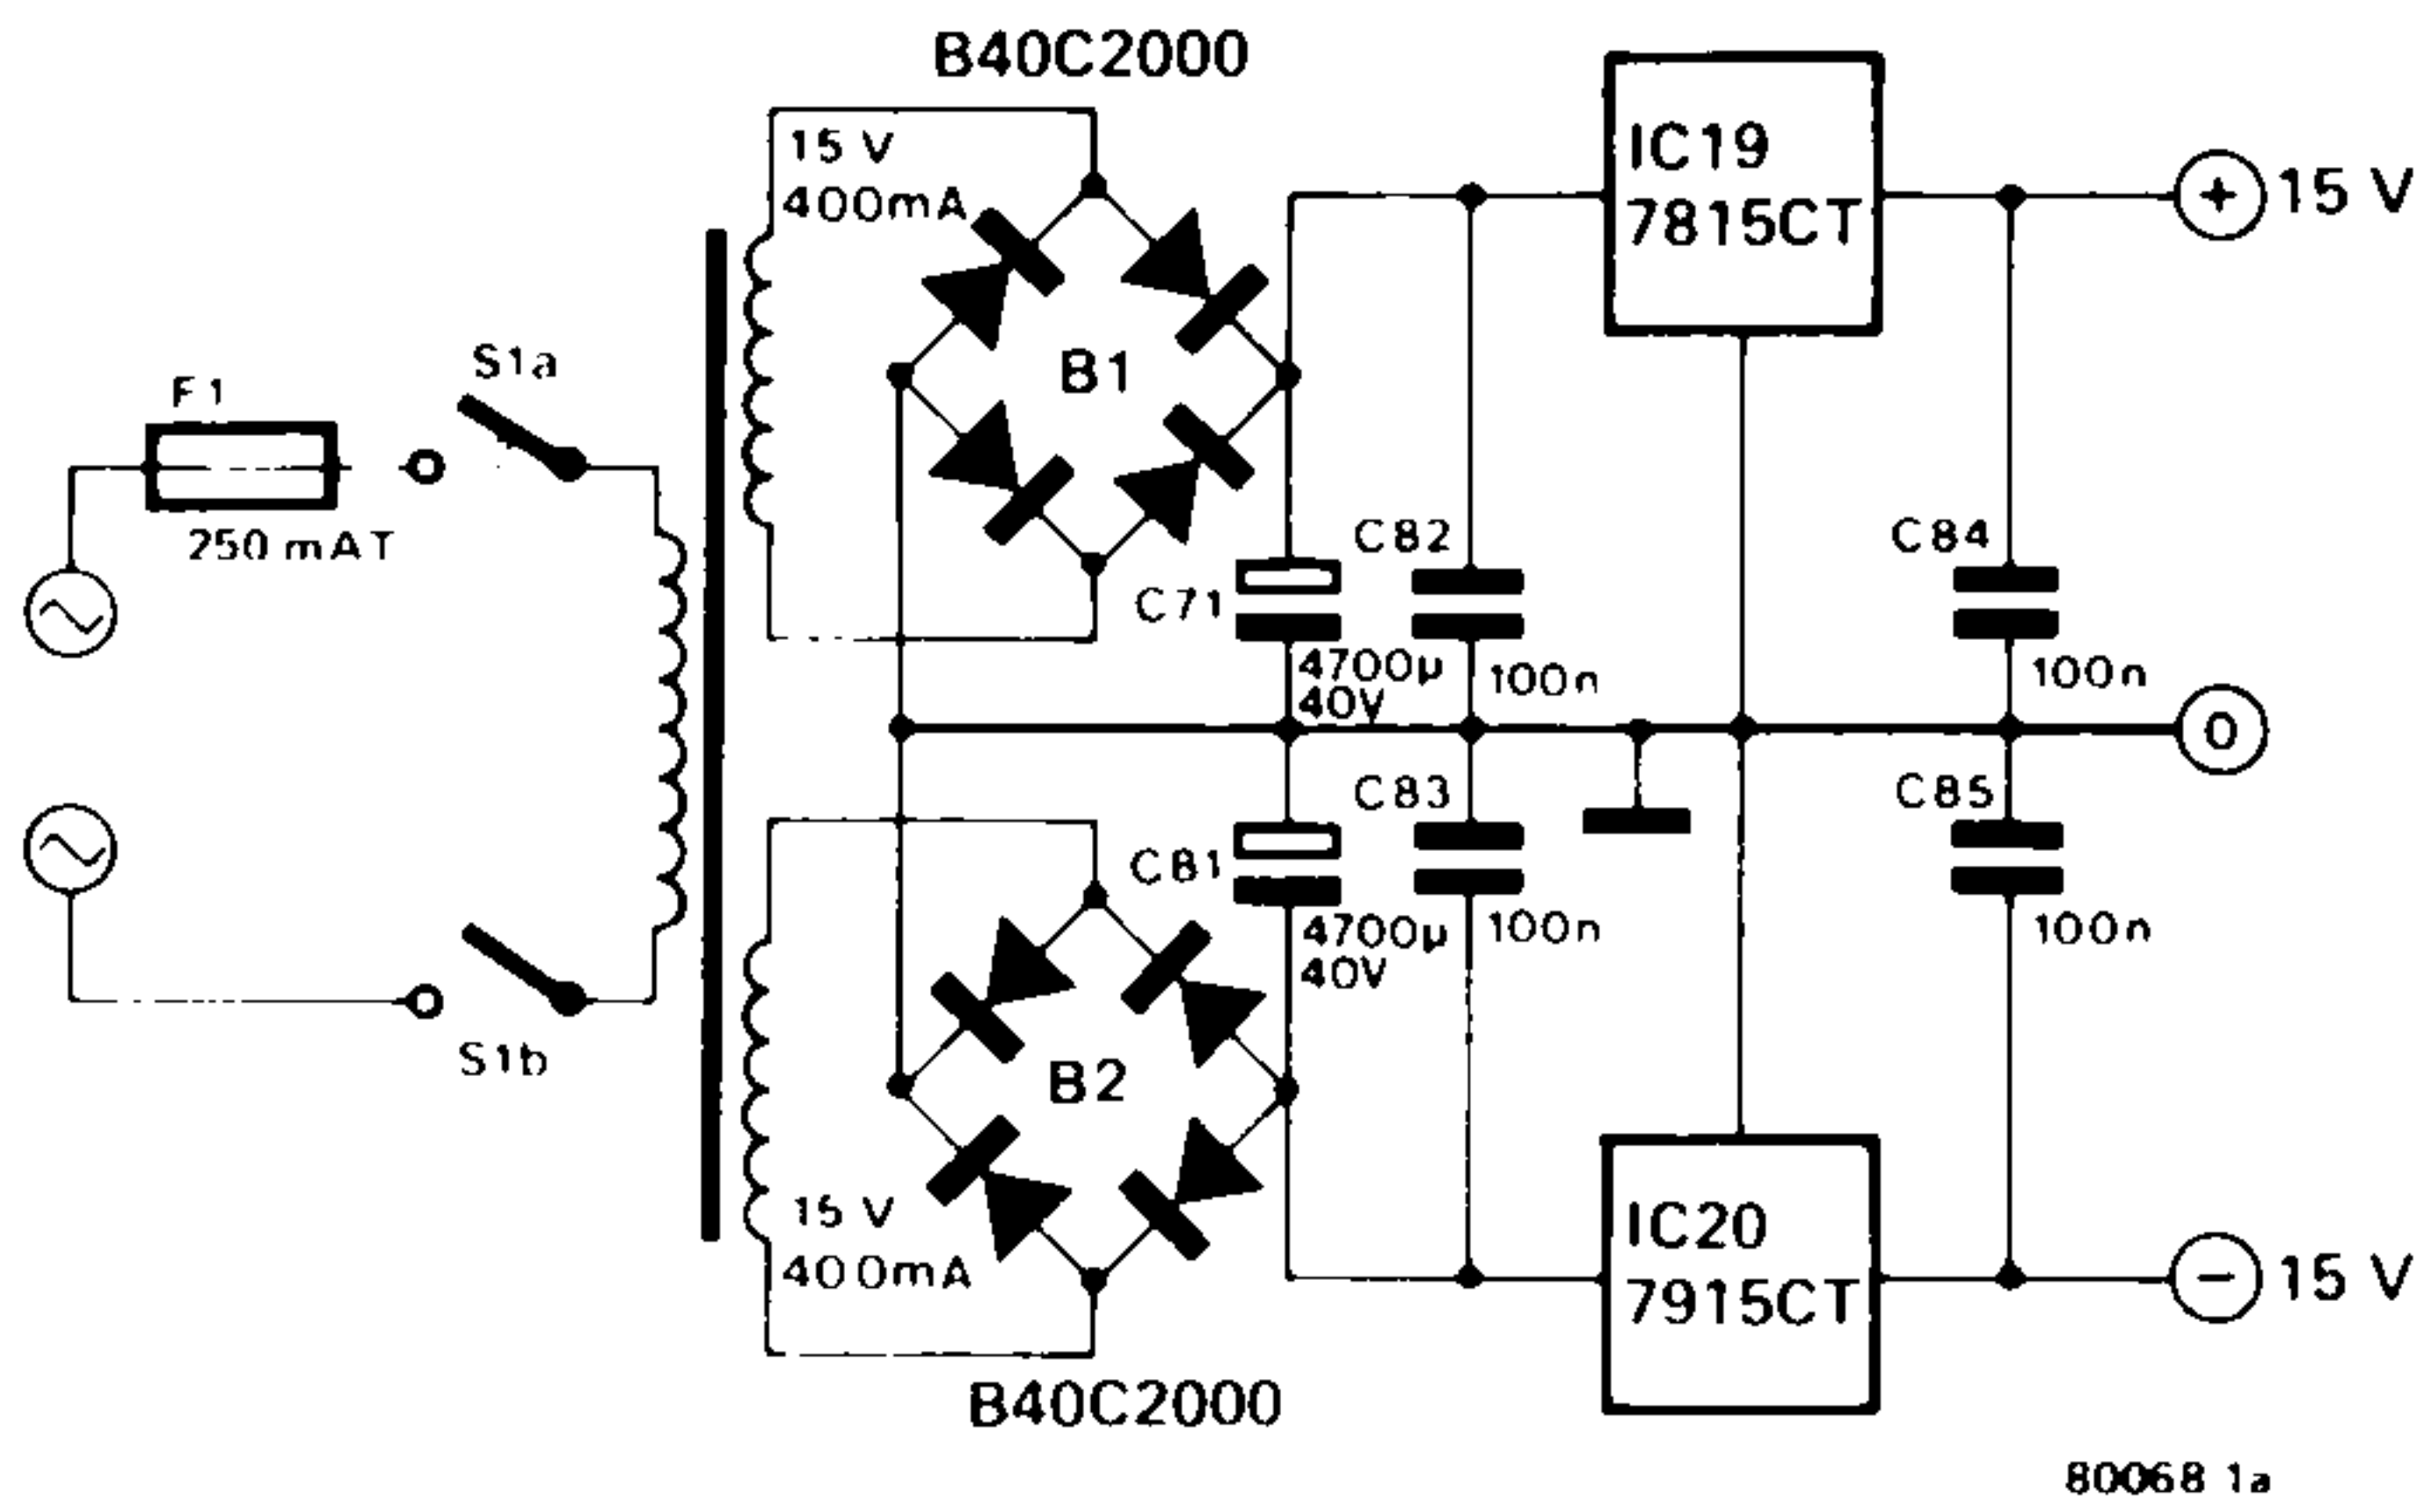 B40C2000
15 V
400mA
IC19
7815CT
+
15 V
S1a
F1
250 mAT
B1
C82
C84
C71
4700µ
40V
100n
100n
0
C83
C85
C81
4700µ
40V
100n
100n
S1b
B2
15 V
400mA
IC20
7915CT
−
15 V
B40C2000
80068 1a